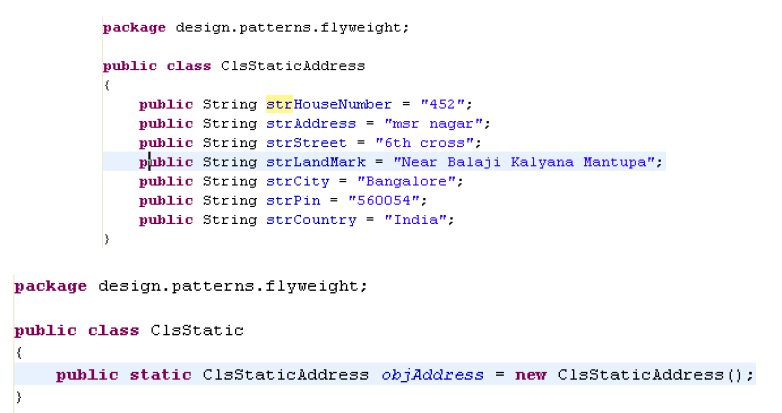 package design.patterns.flyweight;
public class ClsStaticAddress
{
public String strHouseNumber = "452";
public String strAddress = "msr nagar";
public String strStreet = "6th cross";
public String strLandMark = "Near Balaji Kalyana Mantupa";
public String strCity = "Bangalore";
public String strPin = "560054";
public String strCountry = "India";
}
package design.patterns.flyweight;
public class ClsStatic
{
public static ClsStaticAddress objAddress = new ClsStaticAddress();
}